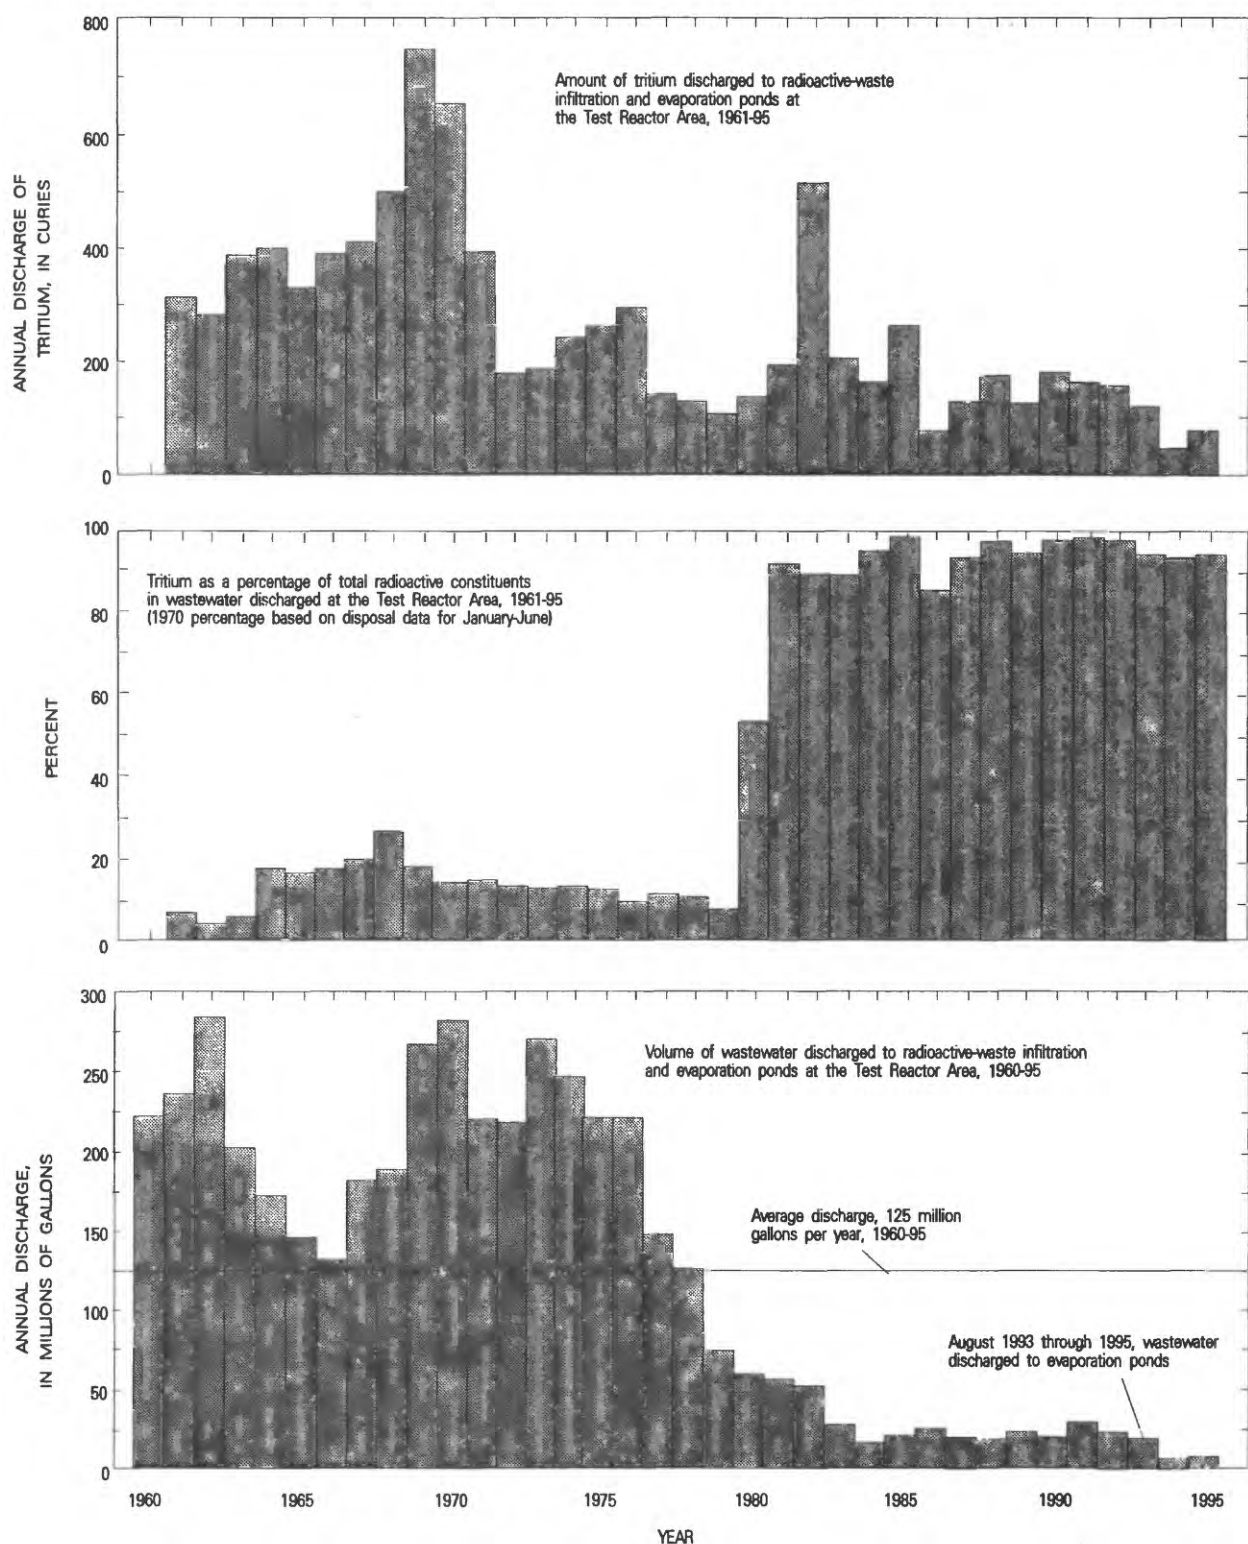 800
600
400
200
0
ANNUAL DISCHARGE OF
TRITIUM, IN CURIES
Amount of tritium discharged to radioactive-waste
infiltration and evaporation ponds at
the Test Reactor Area, 1961-95
100
80
60
40
20
0
PERCENT
Tritium as a percentage of total radioactive constituents
in wastewater discharged at the Test Reactor Area, 1961-95
(1970 percentage based on disposal data for January-June)
300
250
200
150
100
50
0
ANNUAL DISCHARGE,
IN MILLIONS OF GALLONS
Volume of wastewater discharged to radioactive-waste infiltration
and evaporation ponds at the Test Reactor Area, 1960-95
Average discharge, 125 million
gallons per year, 1960-95
August 1993 through 1995, wastewater
discharged to evaporation ponds
1960 1965 1970 1975 1980 1985 1990 1995
YEAR